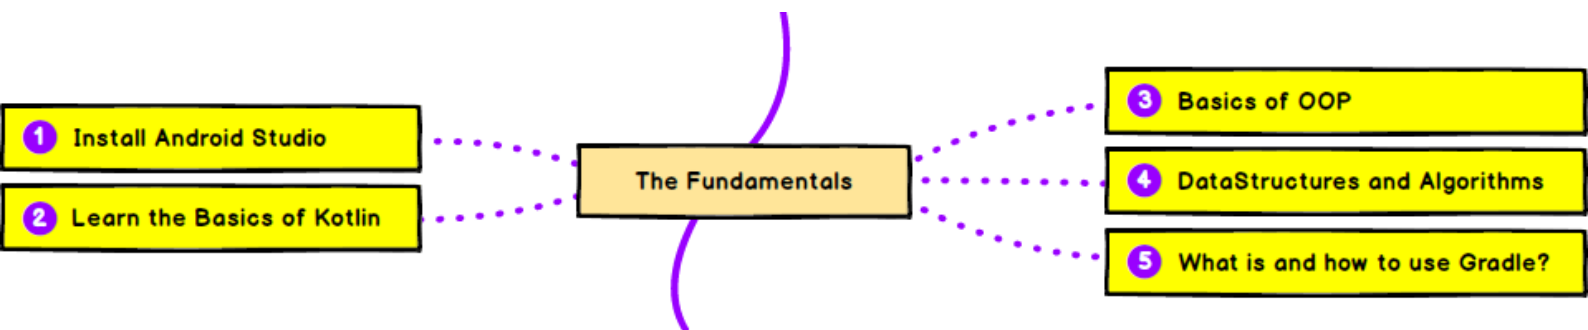 1 Install Android Studio
2 Learn the Basics of Kotlin
The Fundamentals
3 Basics of OOP
4 DataStructures and Algorithms
5 What is and how to use Gradle?